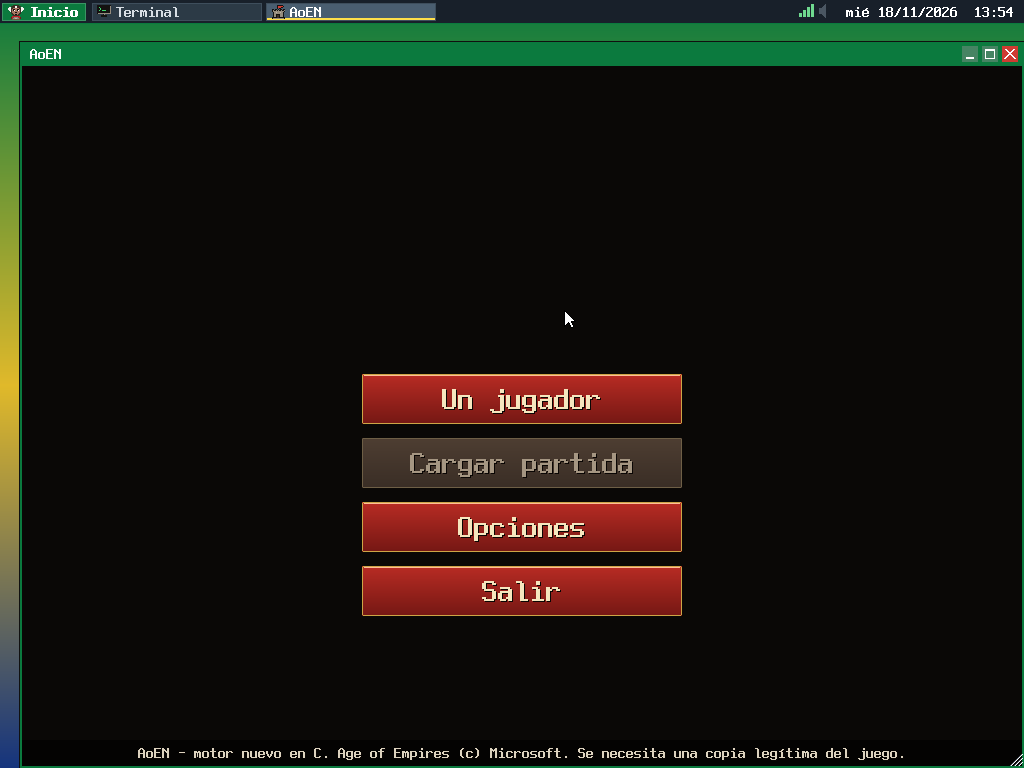 Inicio Terminal AoEN mié 18/11/2026 13:54
AoEN
Un jugador
Cargar partida
Opciones
Salir
AoEN - motor nuevo en C. Age of Empires (c) Microsoft. Se necesita una copia legítima del juego.